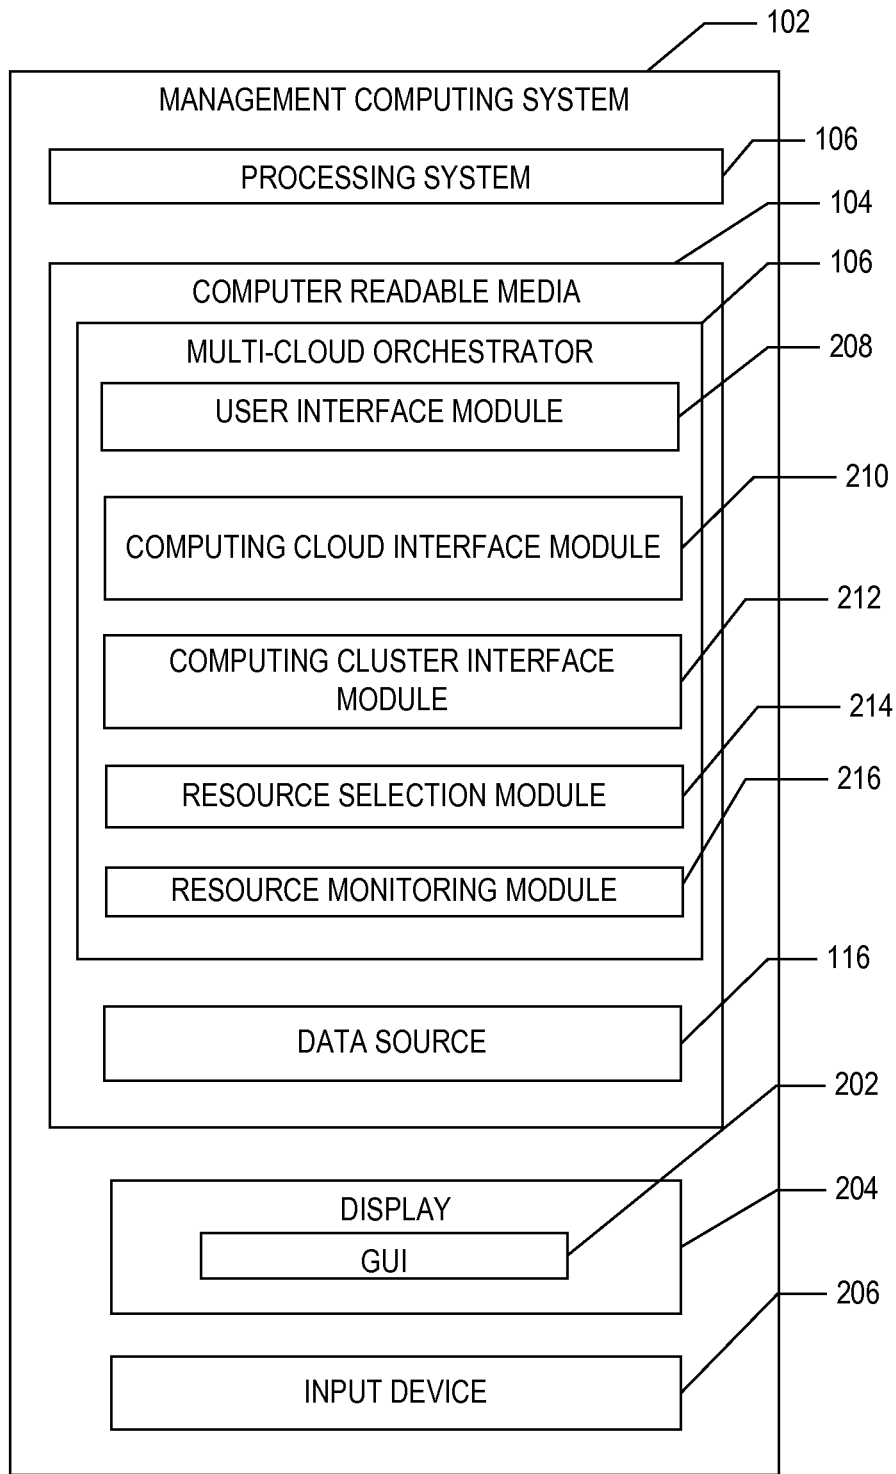 102
MANAGEMENT COMPUTING SYSTEM
106
PROCESSING SYSTEM
104
COMPUTER READABLE MEDIA
106
MULTI-CLOUD ORCHESTRATOR
208
USER INTERFACE MODULE
210
COMPUTING CLOUD INTERFACE MODULE
212
COMPUTING CLUSTER INTERFACE
MODULE
214
RESOURCE SELECTION MODULE
216
RESOURCE MONITORING MODULE
116
DATA SOURCE
202
204
DISPLAY
GUI
206
INPUT DEVICE